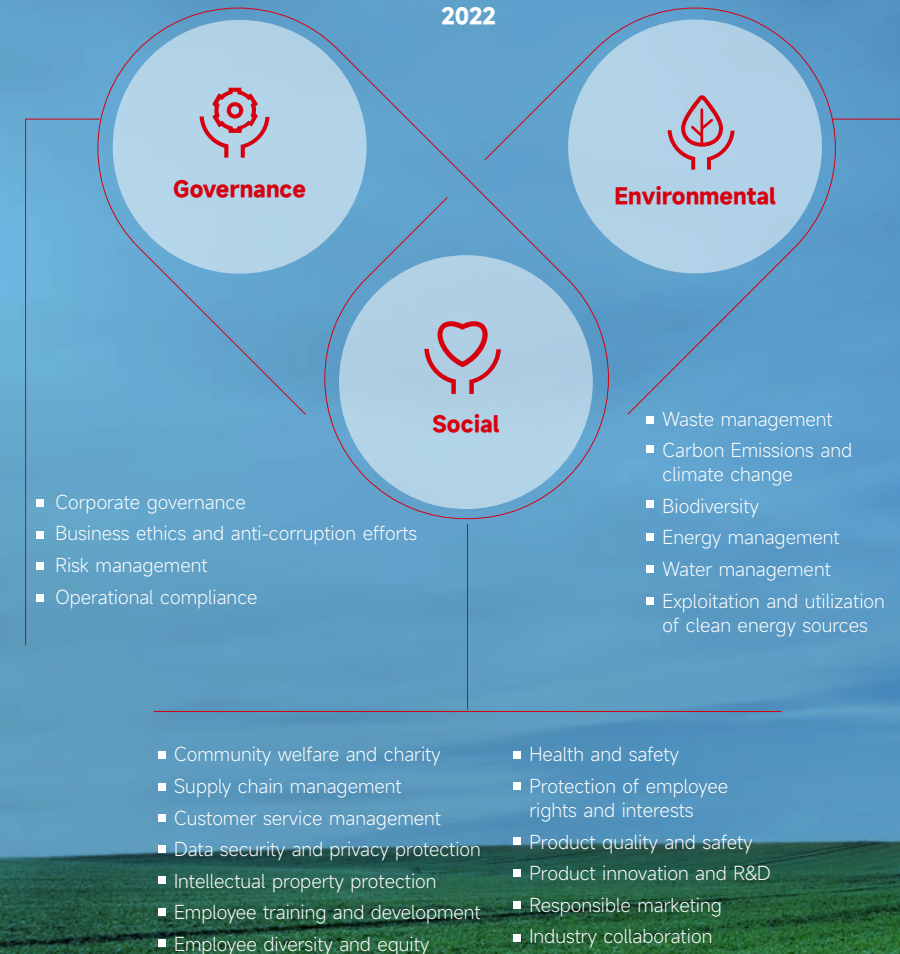 2022
Governance
Environmental
Social
Corporate governance
Business ethics and anti-corruption efforts
Risk management
Operational compliance
Waste management
Carbon Emissions and
climate change
Biodiversity
Energy management
Water management
Exploitation and utilization
of clean energy sources
Community welfare and charity
Supply chain management
Customer service management
Data security and privacy protection
Intellectual property protection
Employee training and development
Employee diversity and equity
Health and safety
Protection of employee
rights and interests
Product quality and safety
Product innovation and R&D
Responsible marketing
Industry collaboration